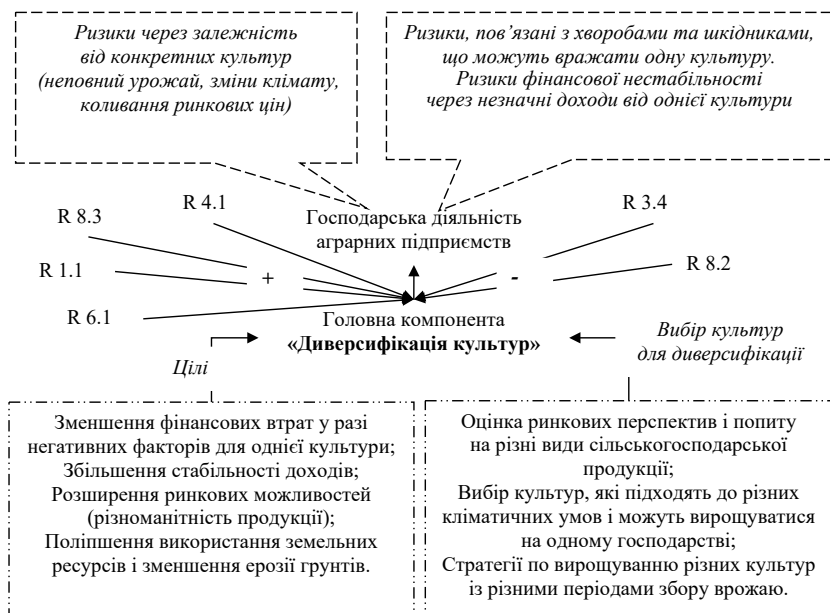 Ризики через залежність
від конкретних культур
(неповний урожай, зміни клімату,
коливання ринкових цін)
Ризики, пов’язані з хворобами та шкідниками,
що можуть вражати одну культуру.
Ризики фінансової нестабільності
через незначні доходи від однієї культури
R 4.1
R 3.4
R 8.3
Господарська діяльність
аграрних підприємств
R 1.1
+
-
R 8.2
R 6.1
Головна компонента
«Диверсифікація культур»
Цілі
Вибір культур
для диверсифікації
Зменшення фінансових втрат у разі
негативних факторів для однієї культури;
Збільшення стабільності доходів;
Розширення ринкових можливостей
(різноманітність продукції);
Поліпшення використання земельних
ресурсів і зменшення ерозії грунтів.
Оцінка ринкових перспектив і попиту
на різні види сільськогосподарської
продукції;
Вибір культур, які підходять до різних
кліматичних умов і можуть вирощуватися
на одному господарстві;
Стратегії по вирощуванню різних культур
із різними періодами збору врожаю.